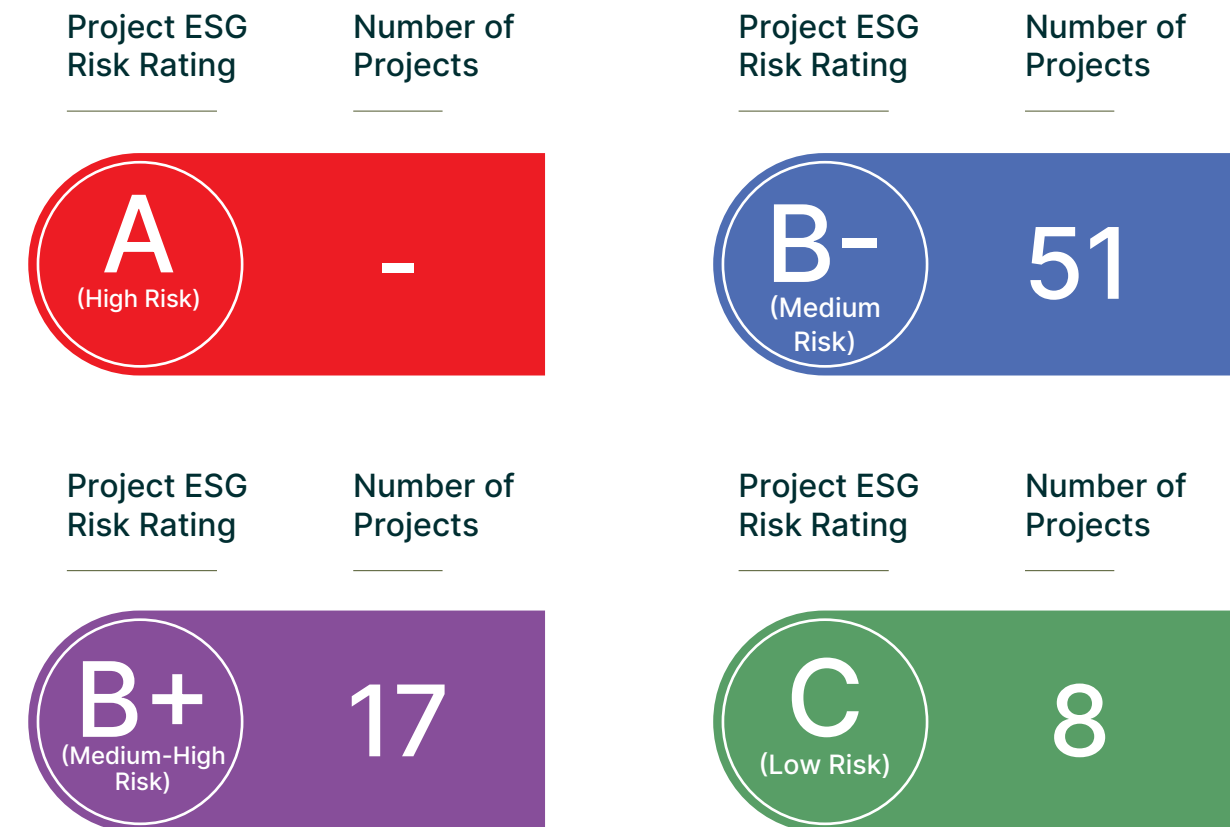 Project ESG
Risk Rating
Number of
Projects
A
(High Risk)
-
Project ESG
Risk Rating
Number of
Projects
B-
(Medium
Risk)
51
Project ESG
Risk Rating
Number of
Projects
B+
(Medium-High
Risk)
17
Project ESG
Risk Rating
Number of
Projects
C
(Low Risk)
8